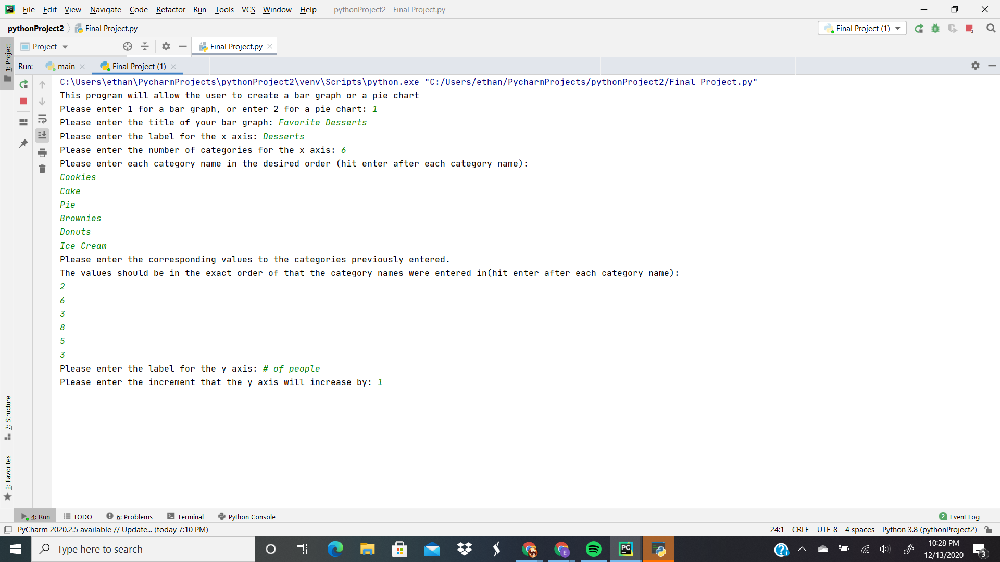 File Edit View Navigate Code Refactor Run Tools VCS Window Help pythonProject2 - Final Project.py
pythonProject2 Final Project.py Final Project (1)
1: Project Project Final Project.py
Run: main Final Project (1)
C:\Users\ethan\PycharmProjects\pythonProject2\venv\Scripts\python.exe "C:/Users/ethan/PycharmProjects/pythonProject2/Final Project.py"
This program will allow the user to create a bar graph or a pie chart
Please enter 1 for a bar graph, or enter 2 for a pie chart: 1
Please enter the title of your bar graph: Favorite Desserts
Please enter the label for the x axis: Desserts
Please enter the number of categories for the x axis: 6
Please enter each category name in the desired order (hit enter after each category name):
Cookies
Cake
Pie
Brownies
Donuts
Ice Cream
Please enter the corresponding values to the categories previously entered.
The values should be in the exact order of that the category names were entered in(hit enter after each category name):
2
6
3
8
5
3
Please enter the label for the y axis: # of people
Please enter the increment that the y axis will increase by: 1
7: Structure
2: Favorites
4: Run TODO 6: Problems Terminal Python Console 2 Event Log
PyCharm 2020.2.5 available // Update... (today 7:10 PM) 24:1 CRLF UTF-8 4 spaces Python 3.8 (pythonProject2)
Type here to search E PC 10:28 PM
12/13/2020 3